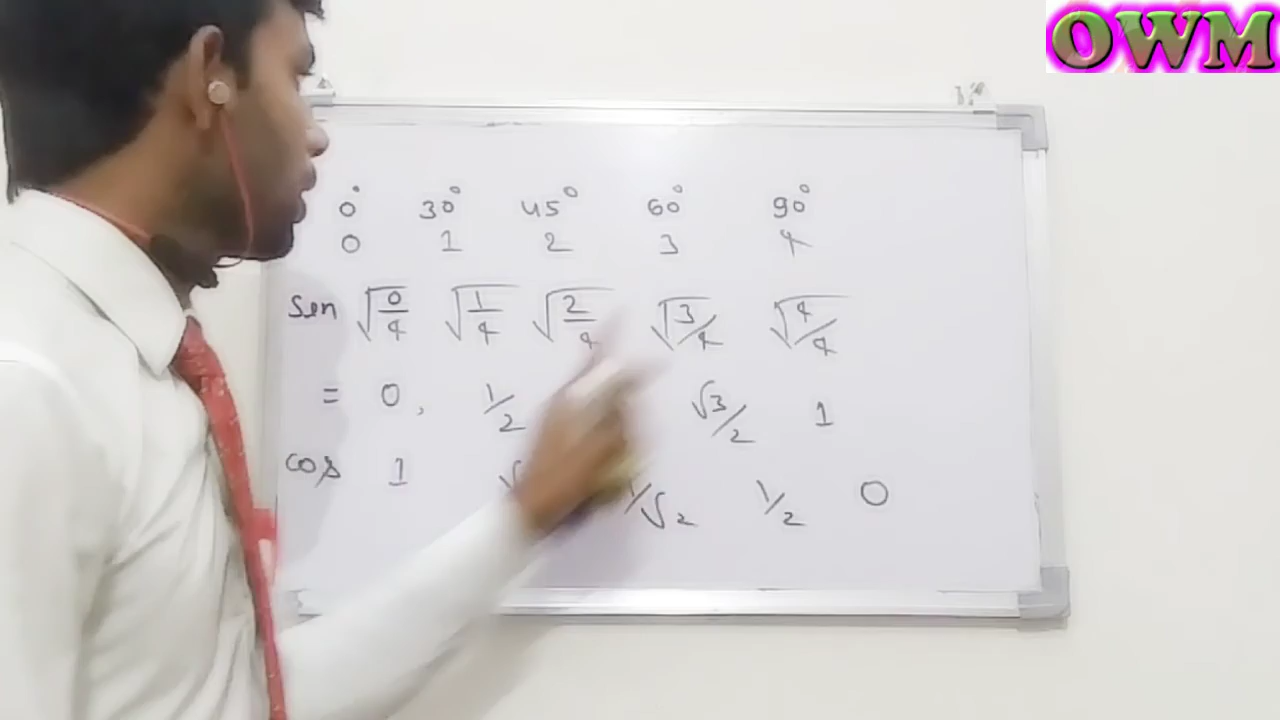 OWM
0° 30° 45° 60° 90°
0 1 2 3 4
Sin √0/4 √1/4 √2/4 √3/4 √4/4
= 0, 1/2 √3/2 1
cos 1 √ 1/√2 1/2 0